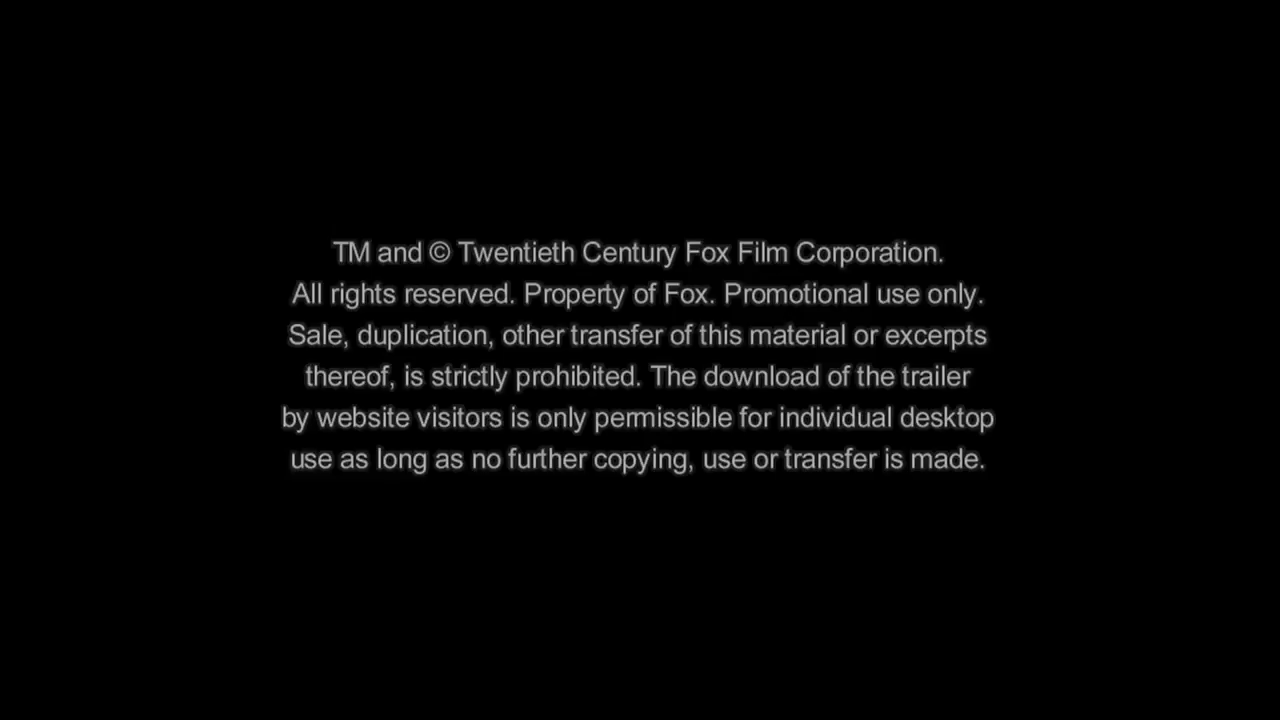 TM and © Twentieth Century Fox Film Corporation.
All rights reserved. Property of Fox. Promotional use only.
Sale, duplication, other transfer of this material or excerpts
thereof, is strictly prohibited. The download of the trailer
by website visitors is only permissible for individual desktop
use as long as no further copying, use or transfer is made.